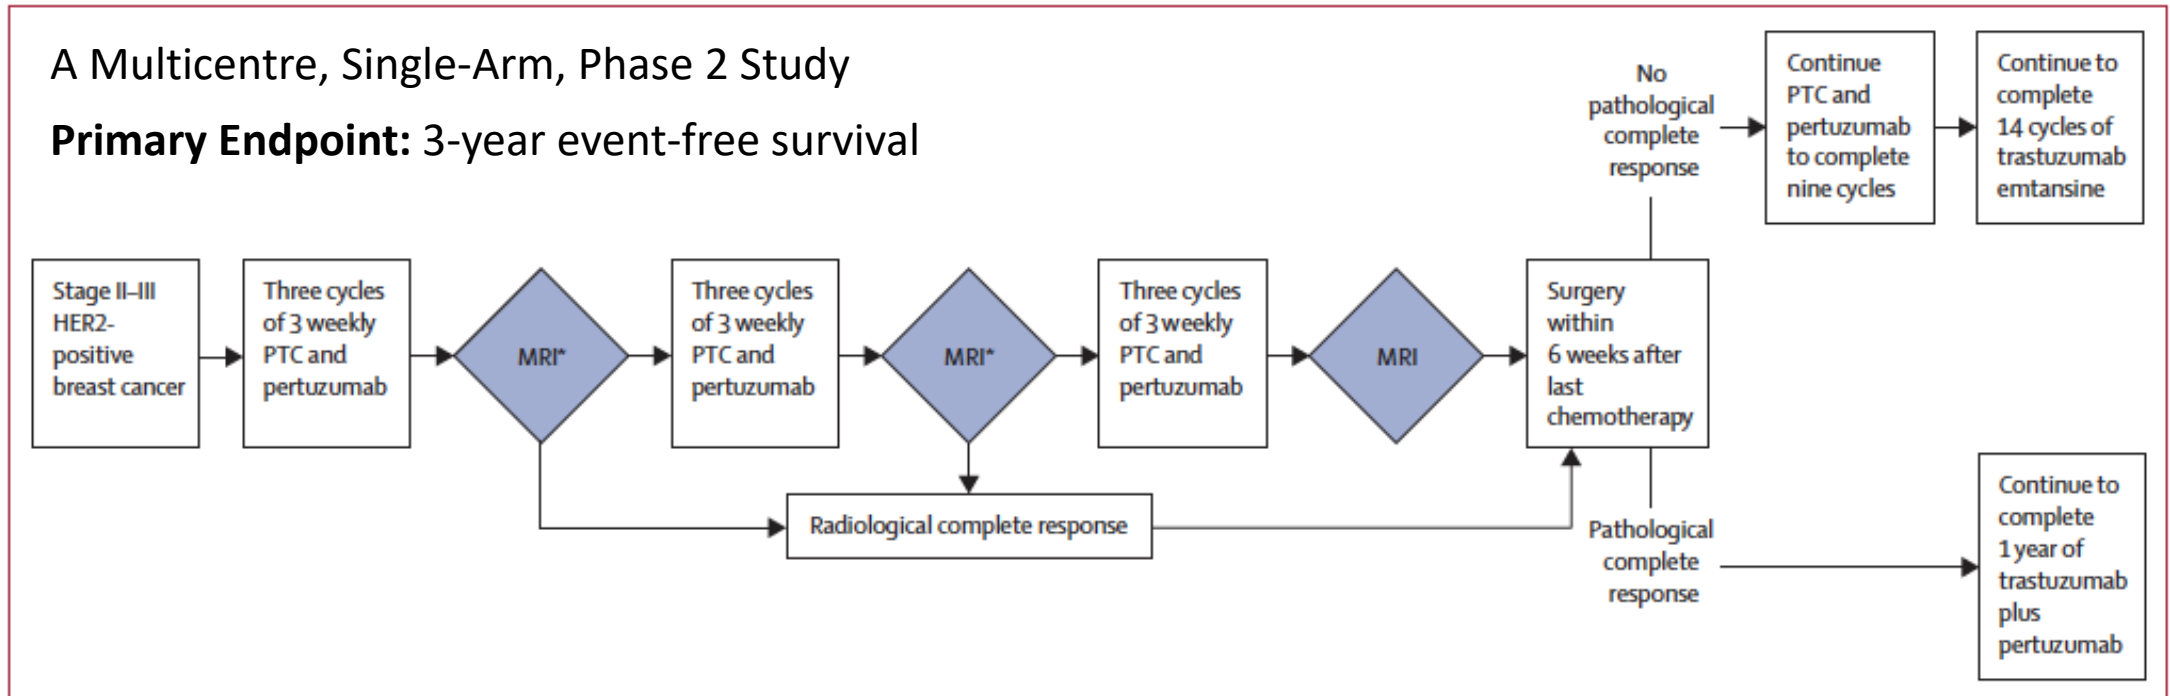 A Multicentre, Single-Arm, Phase 2 Study
Primary Endpoint: 3-year event-free survival
Stage II–III
HER2-
positive
breast cancer
Three cycles
of 3 weekly
PTC and
pertuzumab
MRI*
Three cycles
of 3 weekly
PTC and
pertuzumab
MRI*
Three cycles
of 3 weekly
PTC and
pertuzumab
MRI
Radiological complete response
Surgery
within
6 weeks after
last
chemotherapy
No
pathological
complete
response
Continue
PTC and
pertuzumab
to complete
nine cycles
Continue to
complete
14 cycles of
trastuzumab
emtansine
Pathological
complete
response
Continue to
complete
1 year of
trastuzumab
plus
pertuzumab